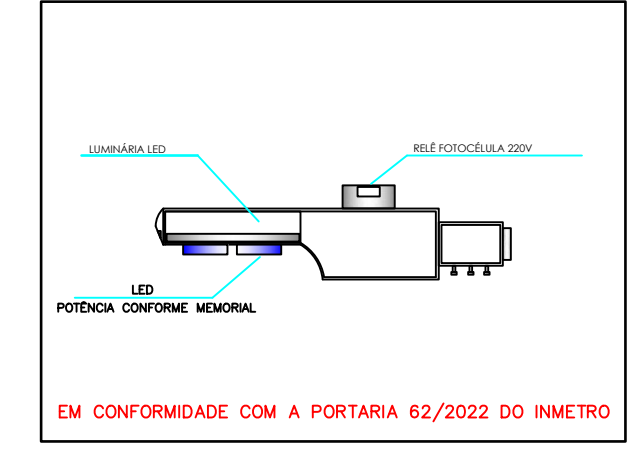 LUMINÁRIA LED
RELÊ FOTOCÉLULA 220V
LED
POTÊNCIA CONFORME MEMORIAL
EM CONFORMIDADE COM A PORTARIA 62/2022 DO INMETRO